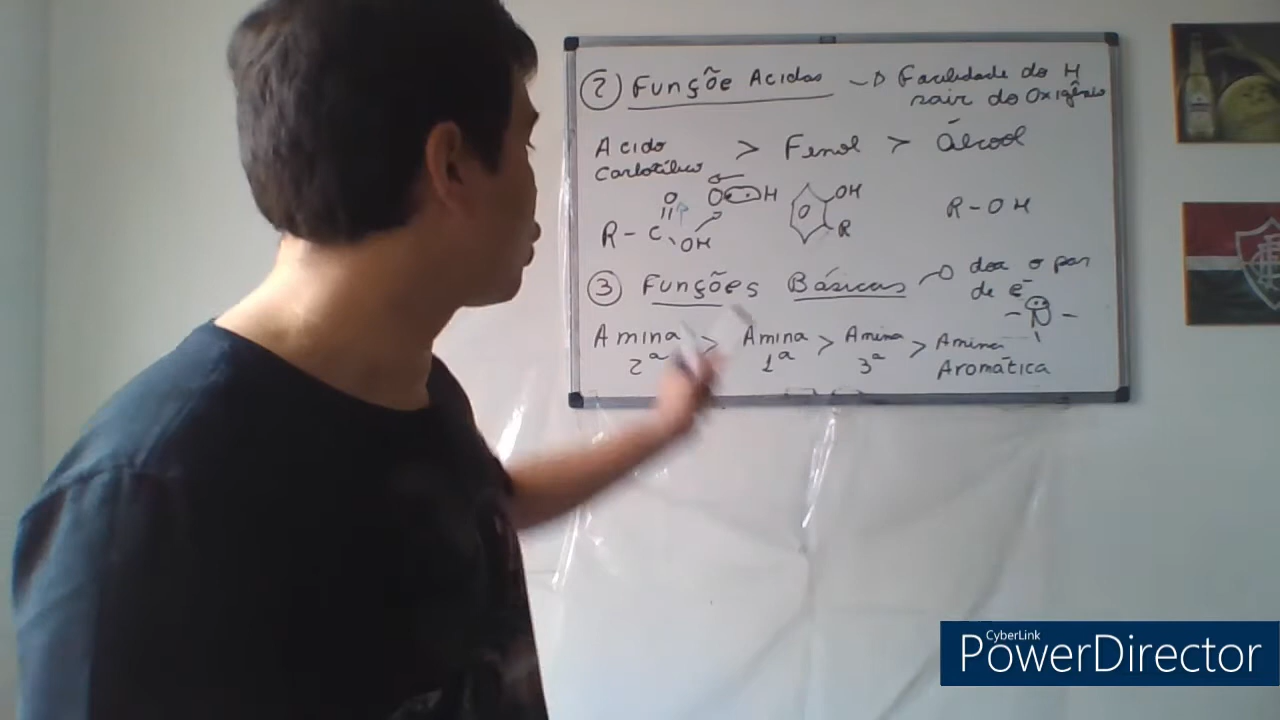 2 Funçõe Acidas → Facilidade do H
sair do Oxigênio
Acido > Fenol > Álcool
Carboxílico
O O H OH
R - C OH R R - OH
3 Funções Básicas → doa o par
de e⁻
- N -
Amina > Amina > Amina > Amina
2ª 1ª 3ª Aromática
CyberLink
PowerDirector